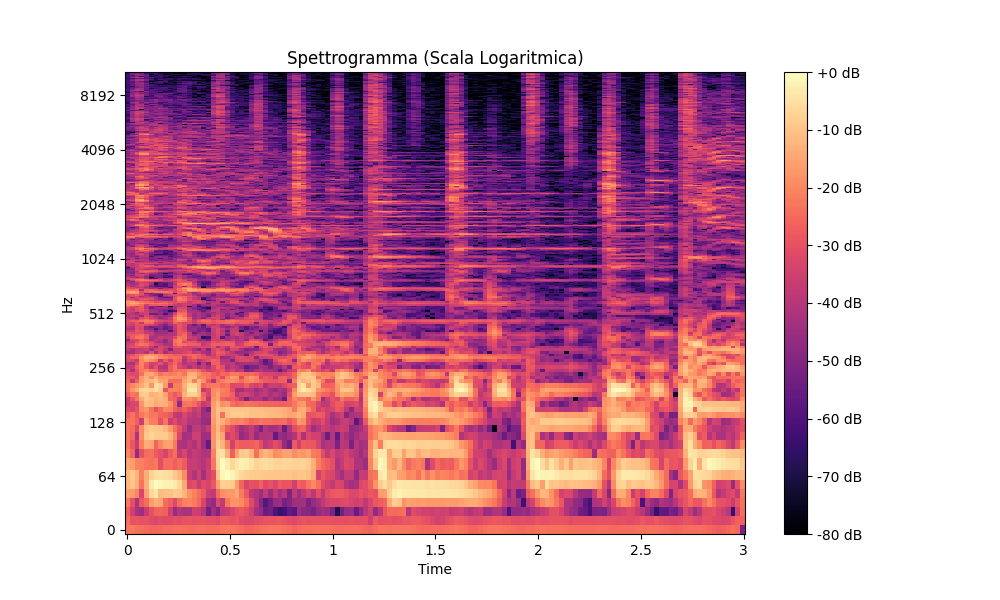 Spettrogramma (Scala Logaritmica)
Hz
8192
4096
2048
1024
512
256
128
64
0
0 0.5 1 1.5 2 2.5 3
Time
+0 dB
-10 dB
-20 dB
-30 dB
-40 dB
-50 dB
-60 dB
-70 dB
-80 dB